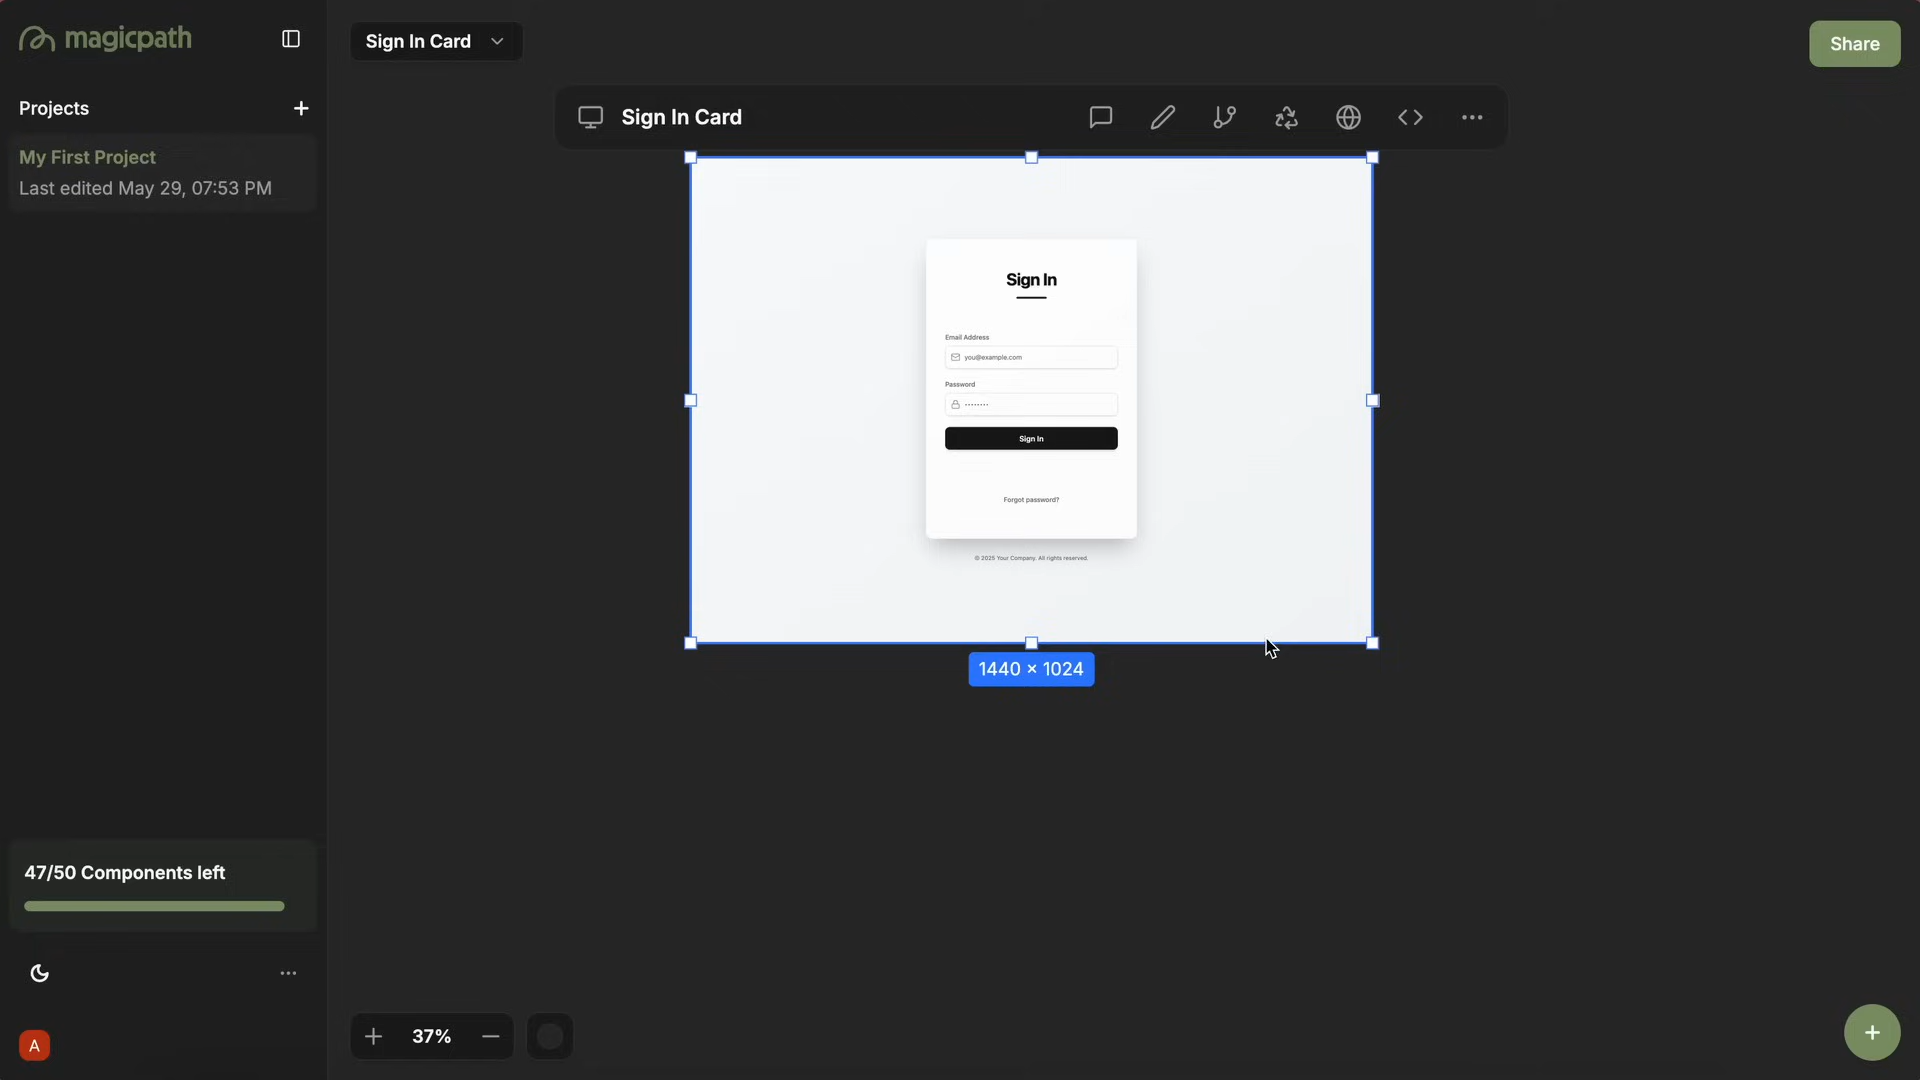 magicpath
Projects
My First Project
Last edited May 29, 07:53 PM
47/50 Components left
A
Sign In Card
Share
Sign In Card
Sign In
Email Address
you@example.com
Password
••••••••
Sign In
Forgot password?
© 2025 Your Company. All rights reserved.
1440 × 1024
37%